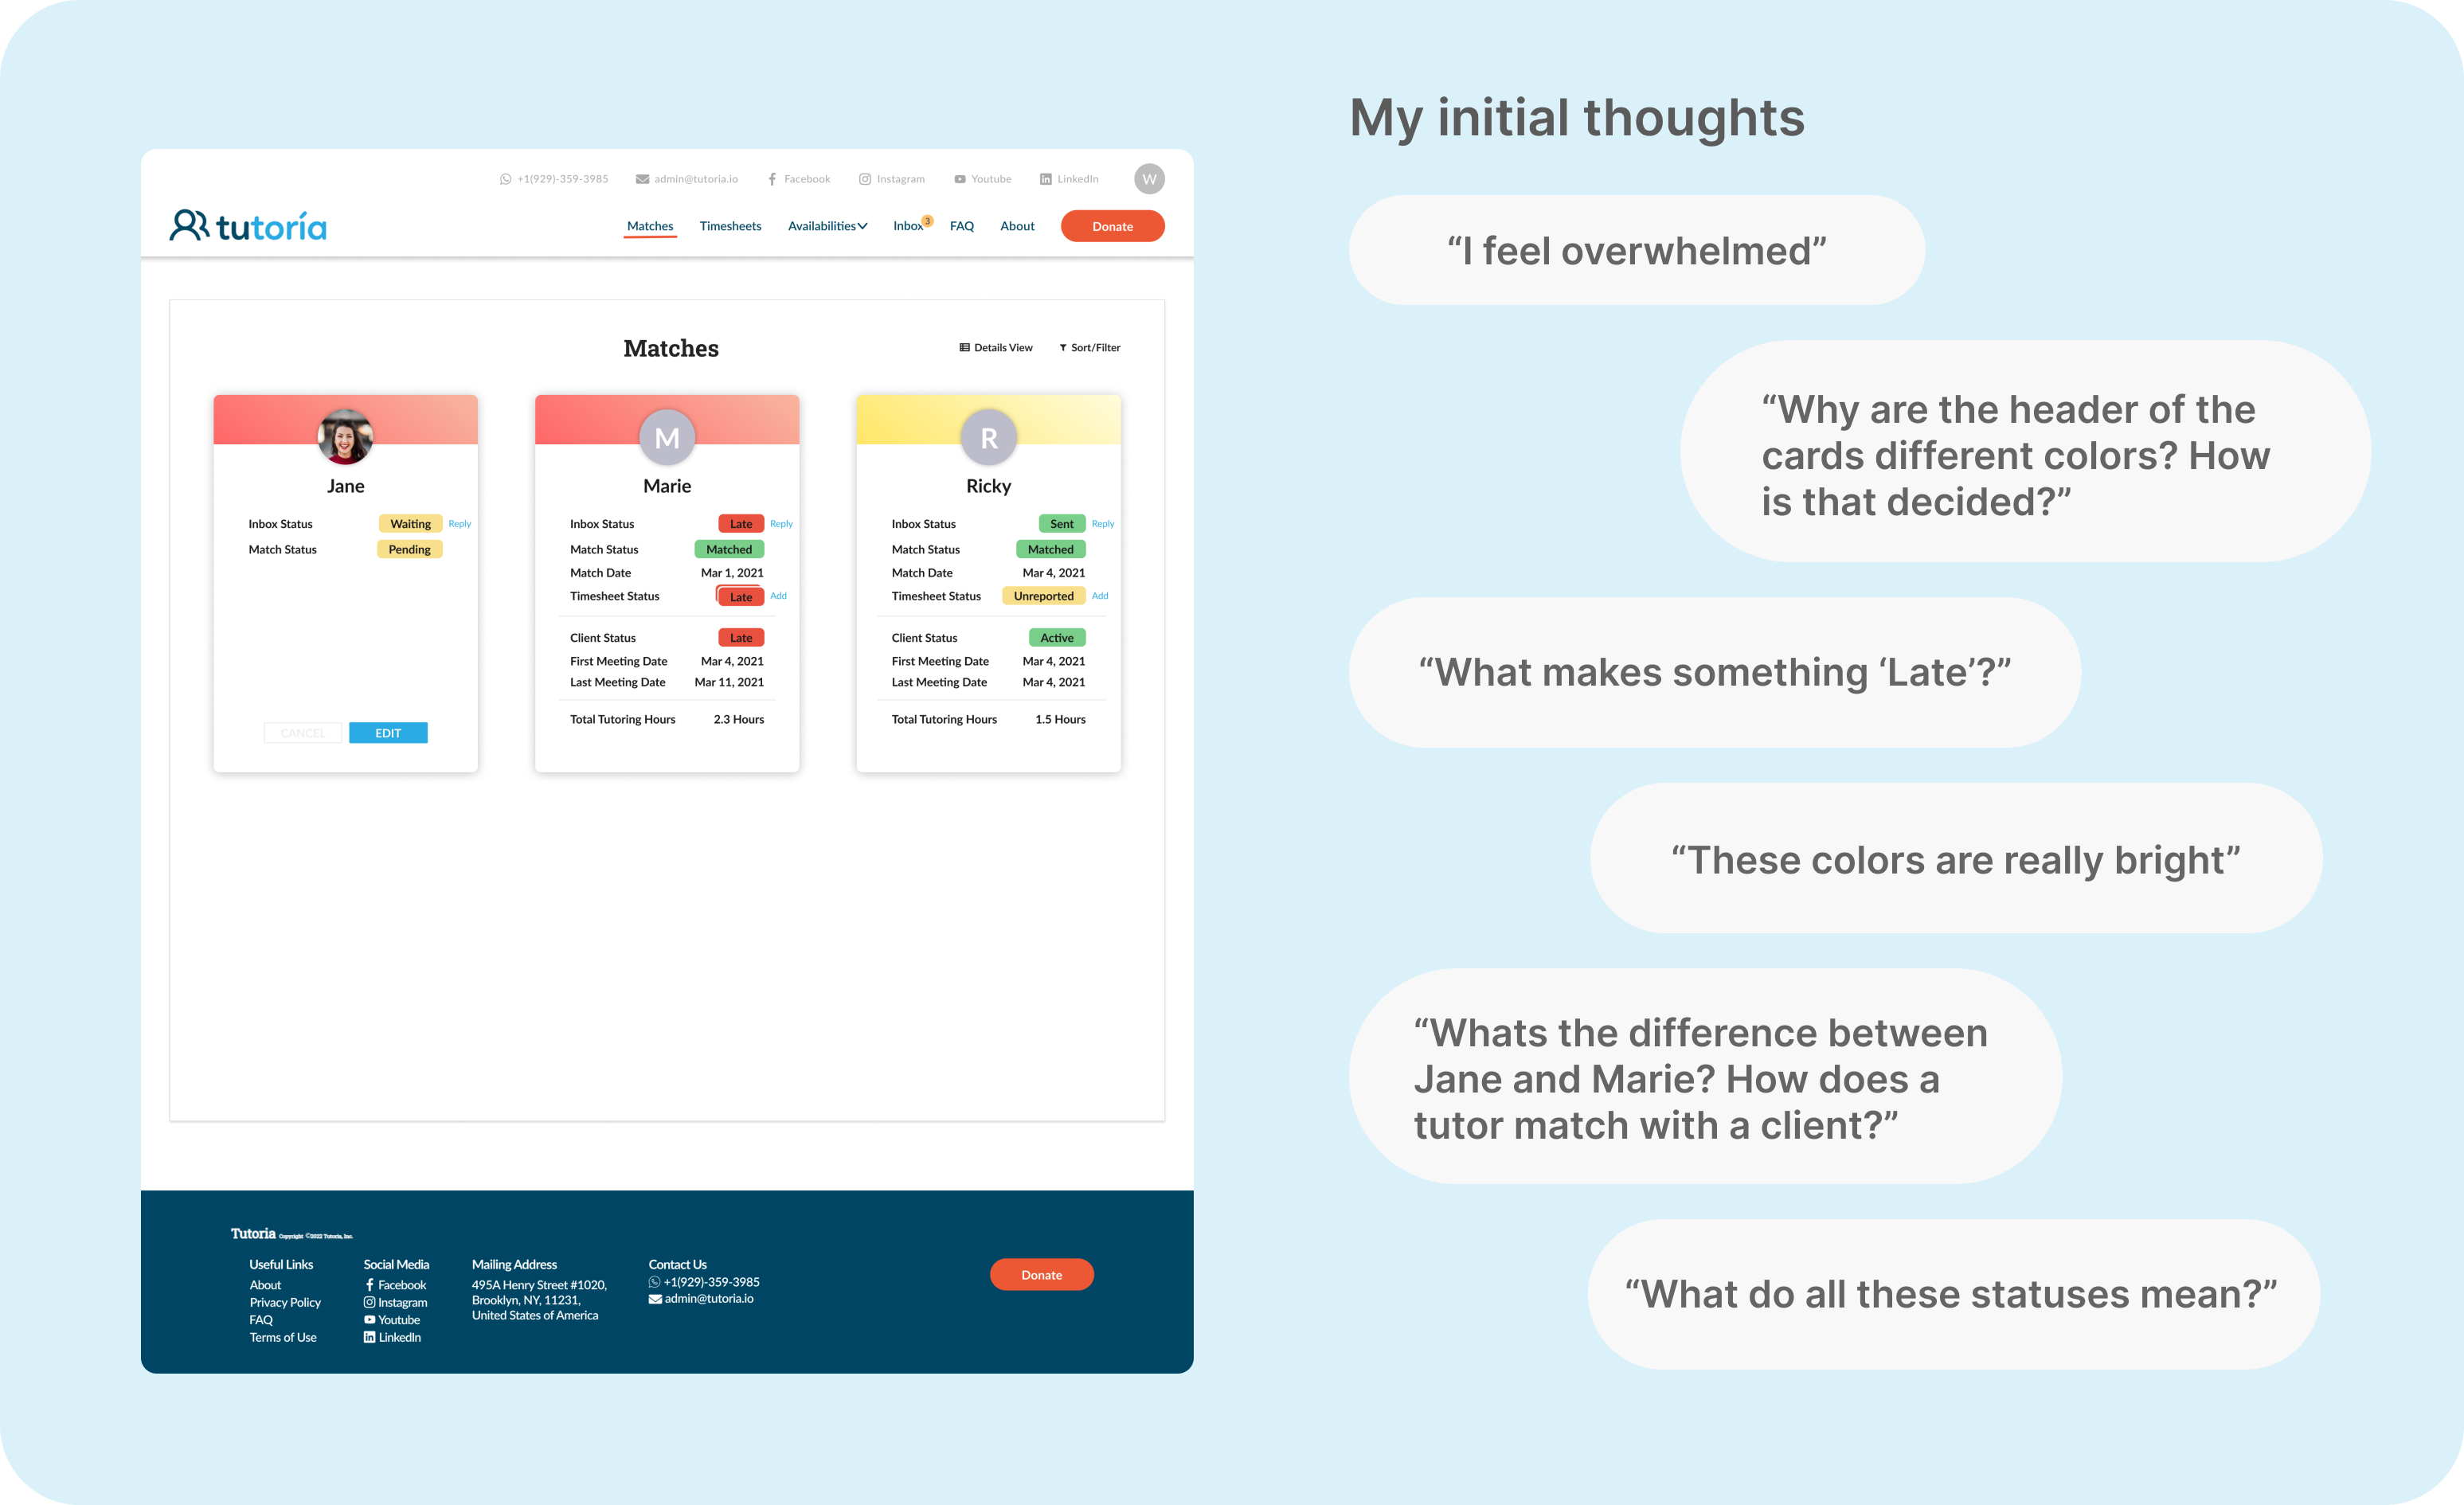 +1(929)-359-3985 admin@tutoria.io Facebook Instagram Youtube LinkedIn W
tutoría
Matches Timesheets Availabilities Inbox 3 FAQ About Donate
Matches
Details View Sort/Filter
Jane
Inbox Status Waiting Reply
Match Status Pending
CANCEL EDIT
M
Marie
Inbox Status Late Reply
Match Status Matched
Match Date Mar 1, 2021
Timesheet Status Late Add
Client Status Late
First Meeting Date Mar 4, 2021
Last Meeting Date Mar 11, 2021
Total Tutoring Hours 2.3 Hours
R
Ricky
Inbox Status Sent Reply
Match Status Matched
Match Date Mar 4, 2021
Timesheet Status Unreported Add
Client Status Active
First Meeting Date Mar 4, 2021
Last Meeting Date Mar 4, 2021
Total Tutoring Hours 1.5 Hours
Tutoria Copyright ©2022 Tutoria, Inc.
Useful Links
About
Privacy Policy
FAQ
Terms of Use
Social Media
Facebook
Instagram
Youtube
LinkedIn
Mailing Address
495A Henry Street #1020,
Brooklyn, NY, 11231,
United States of America
Contact Us
+1(929)-359-3985
admin@tutoria.io
Donate
My initial thoughts
“I feel overwhelmed”
“Why are the header of the
cards different colors? How
is that decided?”
“What makes something ‘Late’?”
“These colors are really bright”
“Whats the difference between
Jane and Marie? How does a
tutor match with a client?”
“What do all these statuses mean?”